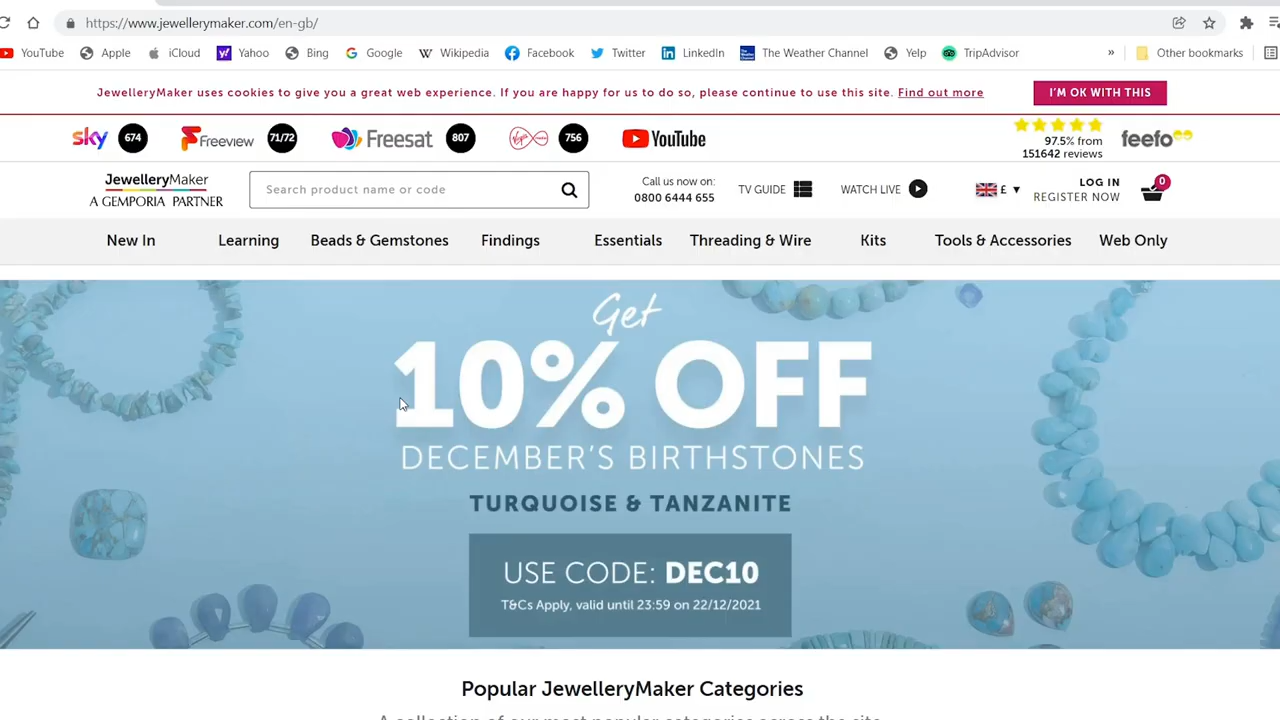 https://www.jewellerymaker.com/en-gb/
YouTube Apple iCloud Yahoo Bing Google Wikipedia Facebook Twitter LinkedIn The Weather Channel Yelp TripAdvisor » Other bookmarks
JewelleryMaker uses cookies to give you a great web experience. If you are happy for us to do so, please continue to use this site. Find out more
I'M OK WITH THIS
sky 674 Freeview 71/72 Freesat 807 756 YouTube
97.5% from
151642 reviews
feefo
JewelleryMaker
A GEMPORIA PARTNER
Search product name or code
Call us now on:
0800 6444 655
TV GUIDE
WATCH LIVE
£
LOG IN
REGISTER NOW
0
New In Learning Beads & Gemstones Findings Essentials Threading & Wire Kits Tools & Accessories Web Only
Get
10% OFF
DECEMBER'S BIRTHSTONES
TURQUOISE & TANZANITE
USE CODE: DEC10
T&Cs Apply, valid until 23:59 on 22/12/2021
Popular JewelleryMaker Categories
A collection of our most popular categories across the site